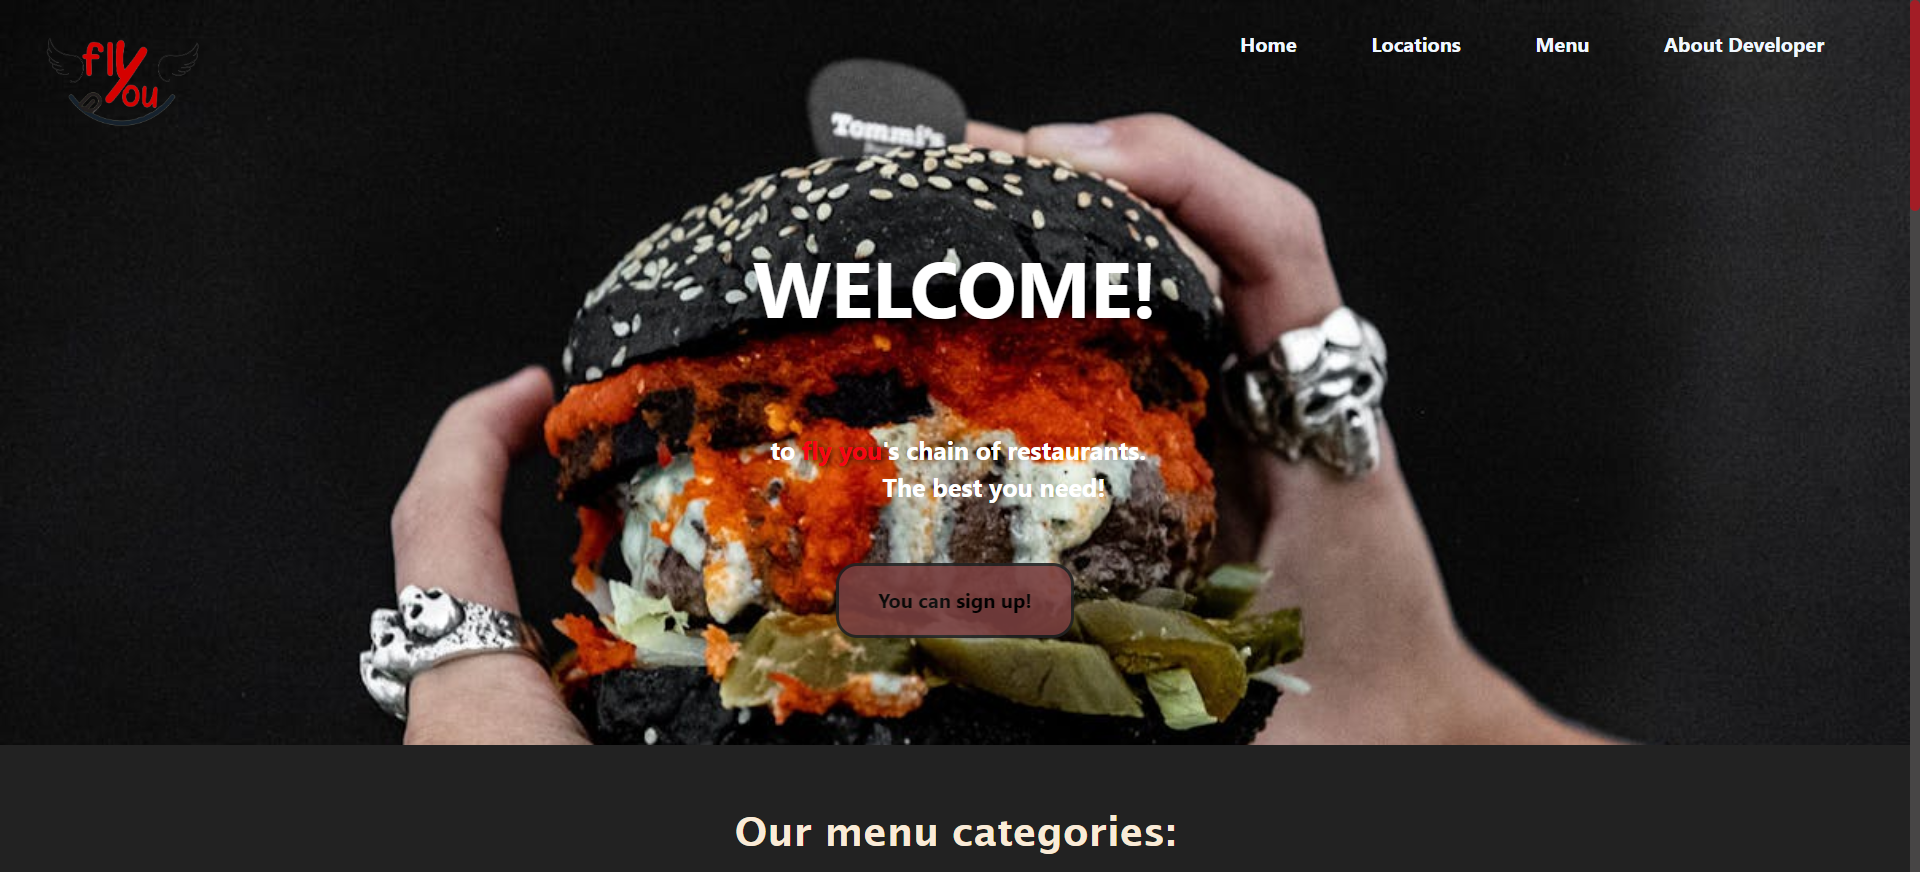 fly
you
Home
Locations
Menu
About Developer
Tommi's
WELCOME!
to fly you's chain of restaurants.
The best you need!
You can sign up!
Our menu categories: